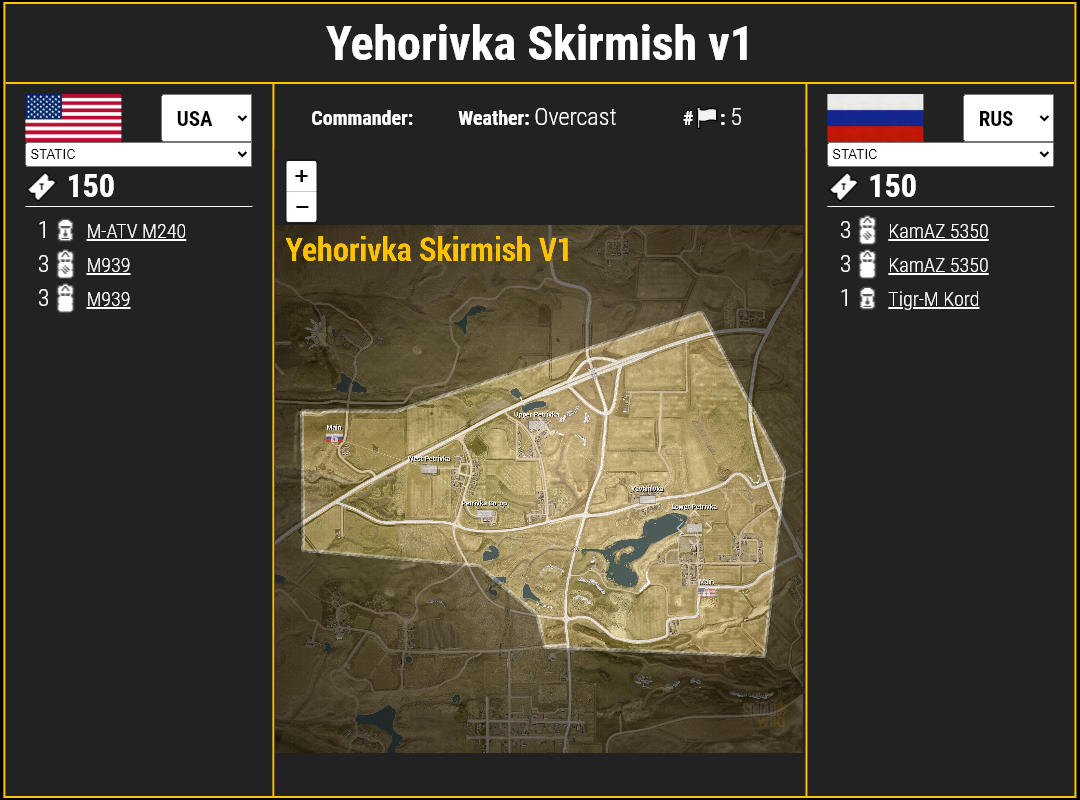 Yehorivka Skirmish v1
USA
STATIC
150
1 M-ATV M240
3 M939
3 M939
Commander:
Weather: Overcast
# : 5
+
−
Yehorivka Skirmish V1
Main
Upper Petrivka
West Petrivka
Petrivka Co-op
Yevhinivka
Lower Petrivka
Main
RUS
STATIC
150
3 KamAZ 5350
3 KamAZ 5350
1 Tigr-M Kord